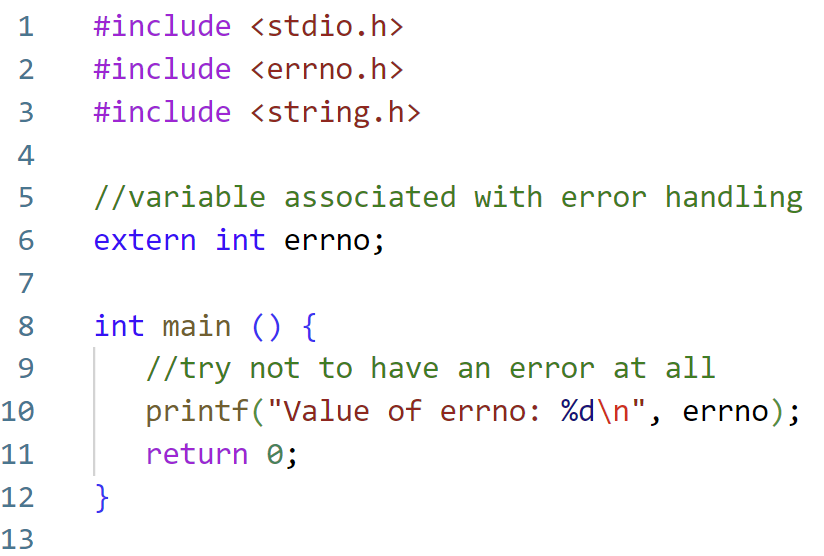 1 #include <stdio.h>
2 #include <errno.h>
3 #include <string.h>
4
5 //variable associated with error handling
6 extern int errno;
7
8 int main () {
9    //try not to have an error at all
10    printf("Value of errno: %d\n", errno);
11    return 0;
12 }
13